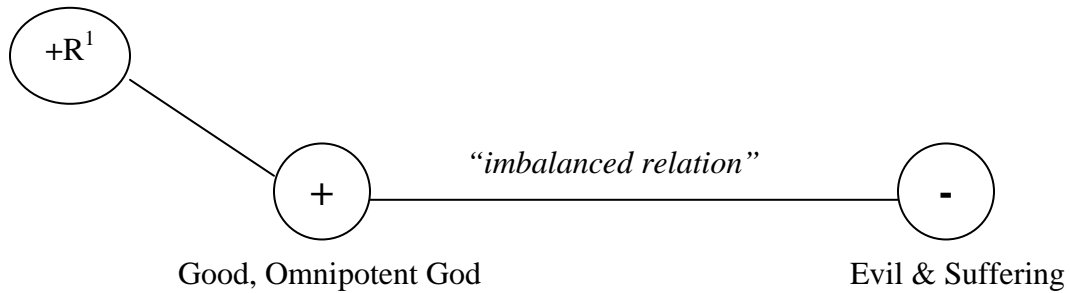 +R¹
“imbalanced relation”
+
-
Good, Omnipotent God
Evil & Suffering